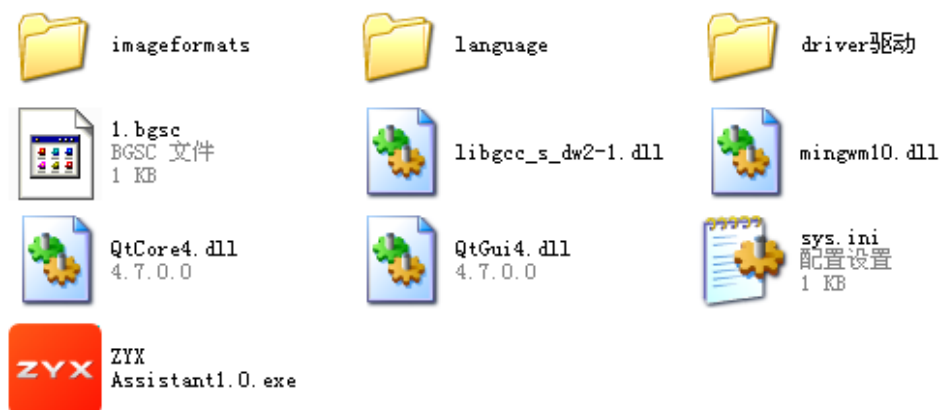 imageformats
language
driver驱动
1.bgsc
BGSC 文件
1 KB
libgcc_s_dw2-1.dll
mingwm10.dll
QtCore4.dll
4.7.0.0
QtGui4.dll
4.7.0.0
sys.ini
配置设置
1 KB
ZYX
ZYX
Assistant1.0.exe